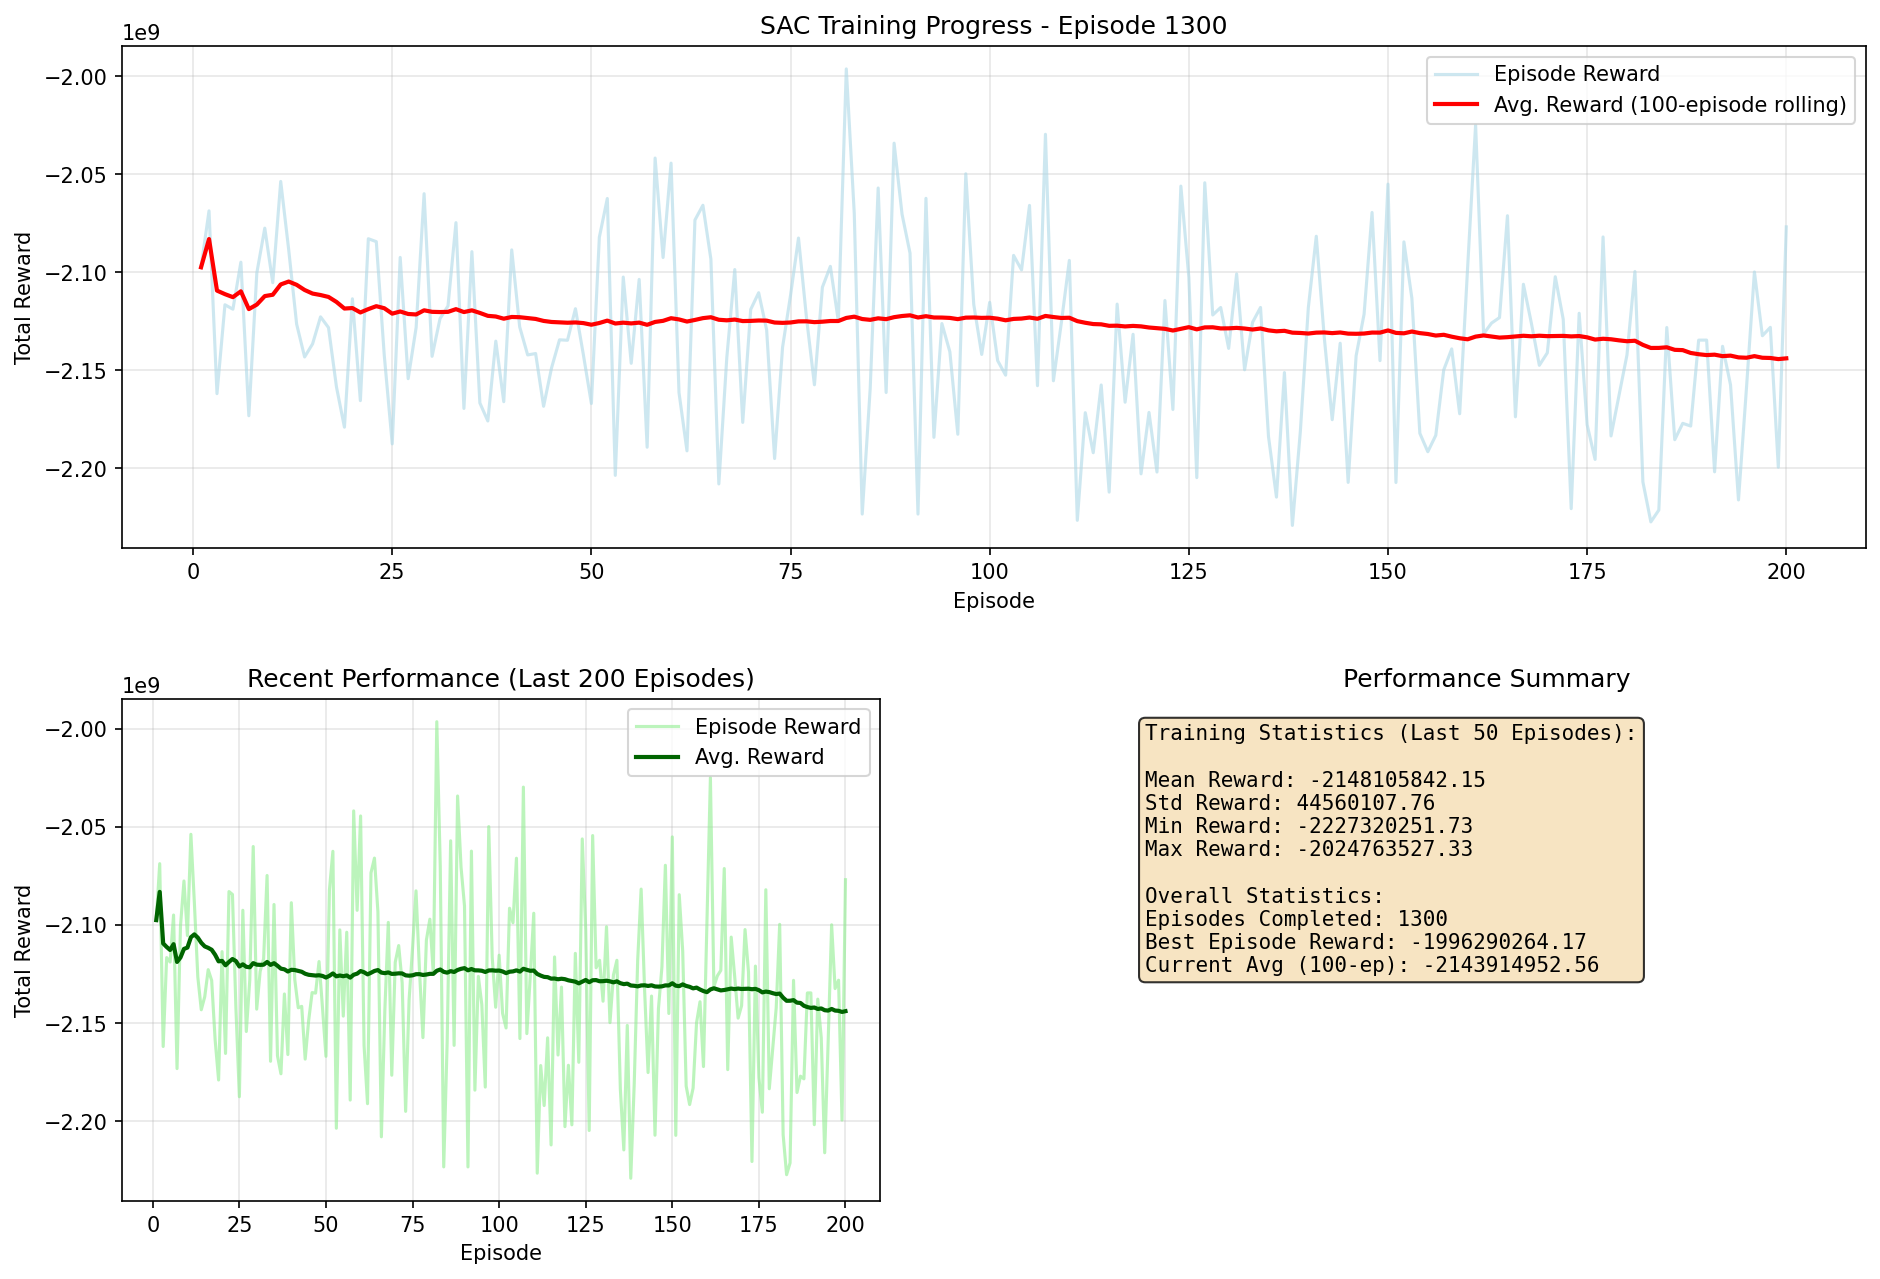 SAC Training Progress - Episode 1300
1e9
Episode Reward
Avg. Reward (100-episode rolling)
Total Reward
−2.00
−2.05
−2.10
−2.15
−2.20
0 25 50 75 100 125 150 175 200
Episode
Recent Performance (Last 200 Episodes)
1e9
Episode Reward
Avg. Reward
Total Reward
−2.00
−2.05
−2.10
−2.15
−2.20
0 25 50 75 100 125 150 175 200
Episode
Performance Summary
Training Statistics (Last 50 Episodes):
Mean Reward: -2148105842.15
Std Reward: 44560107.76
Min Reward: -2227320251.73
Max Reward: -2024763527.33
Overall Statistics:
Episodes Completed: 1300
Best Episode Reward: -1996290264.17
Current Avg (100-ep): -2143914952.56